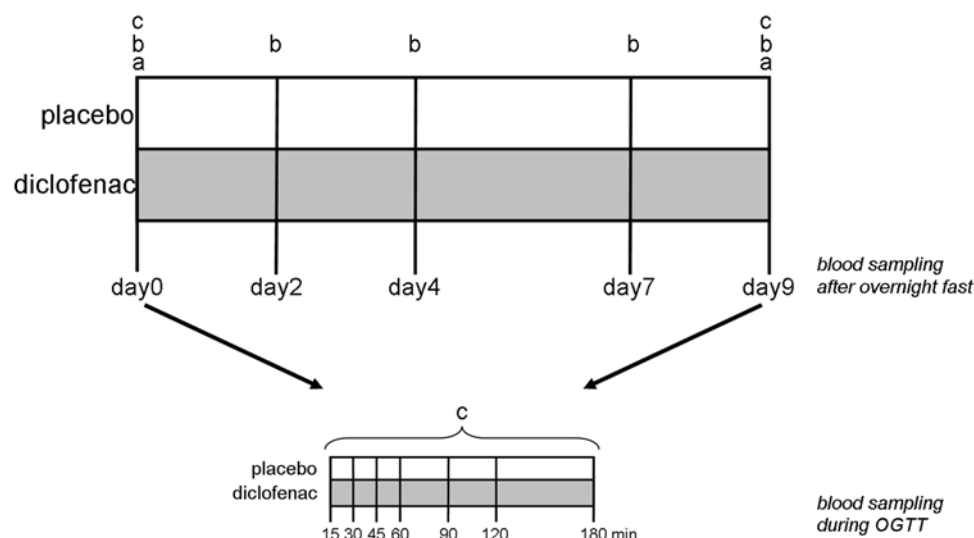 c c
b b b b b
a a
placebo
diclofenac
day0 day2 day4 day7 day9
blood sampling
after overnight fast
c
placebo
diclofenac
15 30 45 60 90 120 180 min
blood sampling
during OGTT